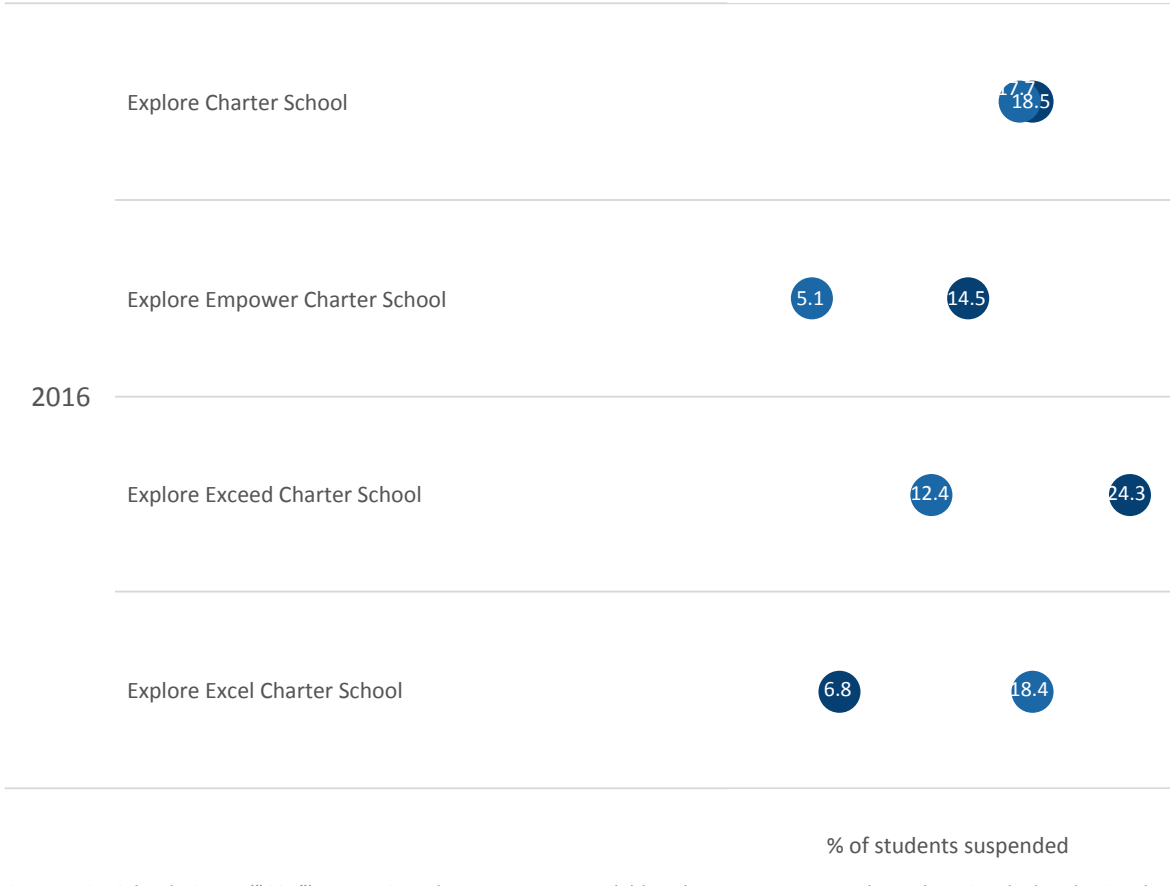 Explore Charter School
17.7
18.5
Explore Empower Charter School
5.1
14.5
2016
Explore Exceed Charter School
12.4
24.3
Explore Excel Charter School
6.8
18.4
% of students suspended